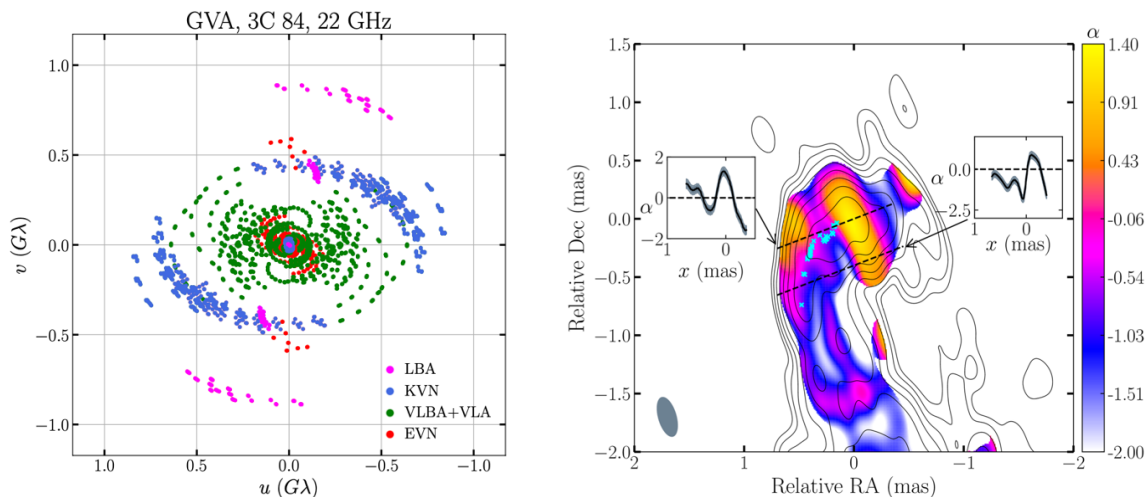 GVA, 3C 84, 22 GHz
1.0
0.5
0.0
−0.5
−1.0
v (Gλ)
1.0
0.5
0.0
−0.5
−1.0
u (Gλ)
LBA
KVN
VLBA+VLA
EVN
1.5
1.0
0.5
0.0
−0.5
−1.0
−1.5
−2.0
Relative Dec (mas)
2
1
0
−1
−2
Relative RA (mas)
2
0
−2
α
1
0
x (mas)
0.0
−2.5
α
1
0
x (mas)
α
1.40
0.91
0.43
-0.06
-0.54
-1.03
-1.51
-2.00